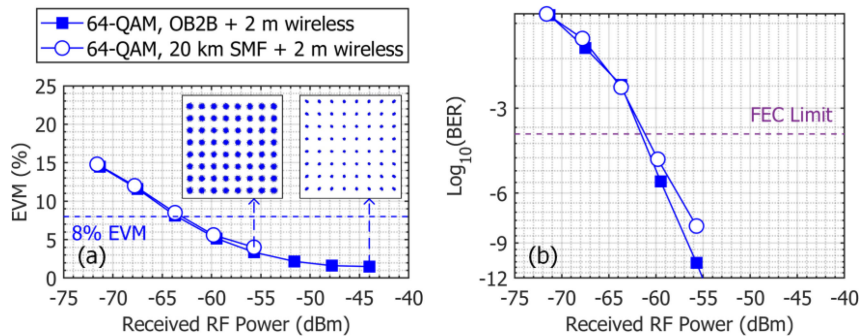 64-QAM, OB2B + 2 m wireless
64-QAM, 20 km SMF + 2 m wireless
25
20
15
10
5
0
EVM (%)
8% EVM
(a)
-75 -70 -65 -60 -55 -50 -45 -40
Received RF Power (dBm)
-3
-6
-9
-12
Log10(BER)
FEC Limit
(b)
-75 -70 -65 -60 -55 -50 -45 -40
Received RF Power (dBm)